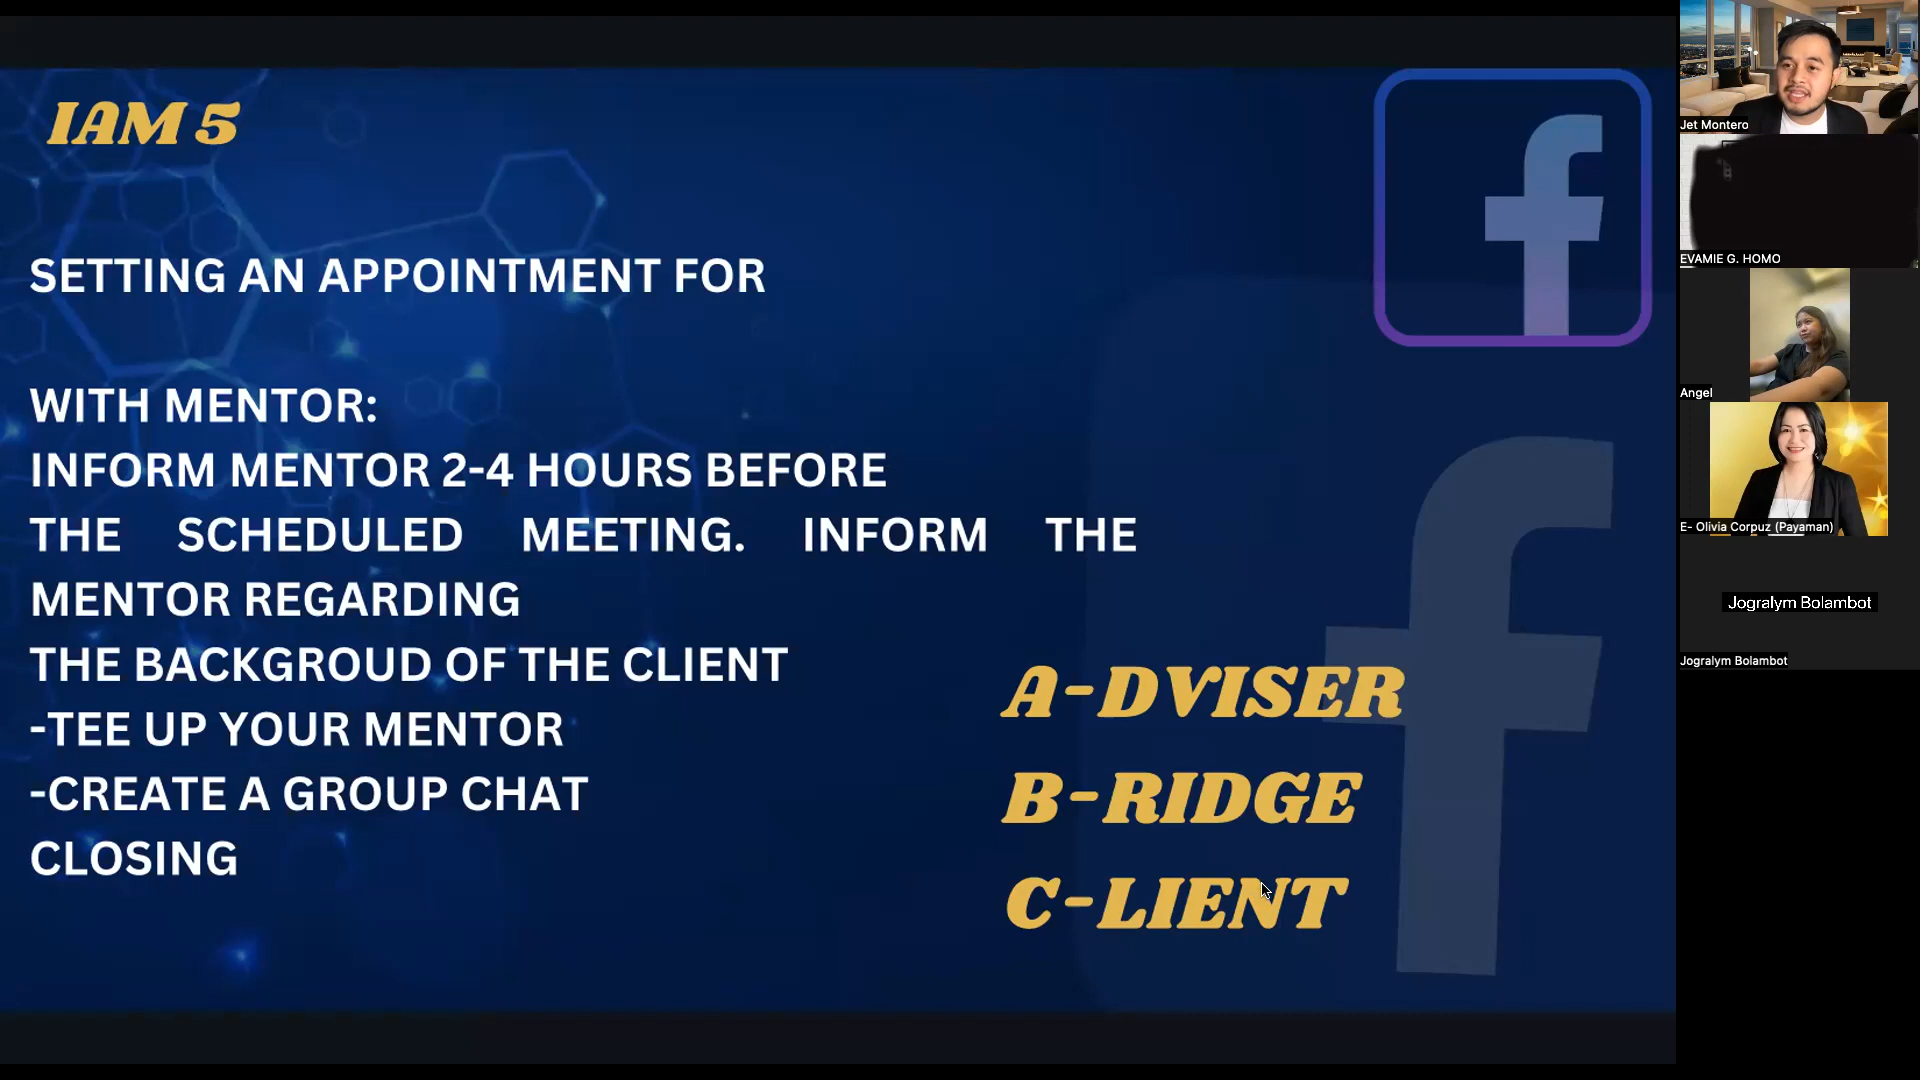 IAM 5
SETTING AN APPOINTMENT FOR
WITH MENTOR:
INFORM MENTOR 2-4 HOURS BEFORE
THE SCHEDULED MEETING. INFORM THE
MENTOR REGARDING
THE BACKGROUD OF THE CLIENT
-TEE UP YOUR MENTOR
-CREATE A GROUP CHAT
CLOSING
A-DVISER
B-RIDGE
C-LIENT
Jet Montero
EVAMIE G. HOMO
Angel
E- Olivia Corpuz (Payaman)
Jogralym Bolambot
Jogralym Bolambot